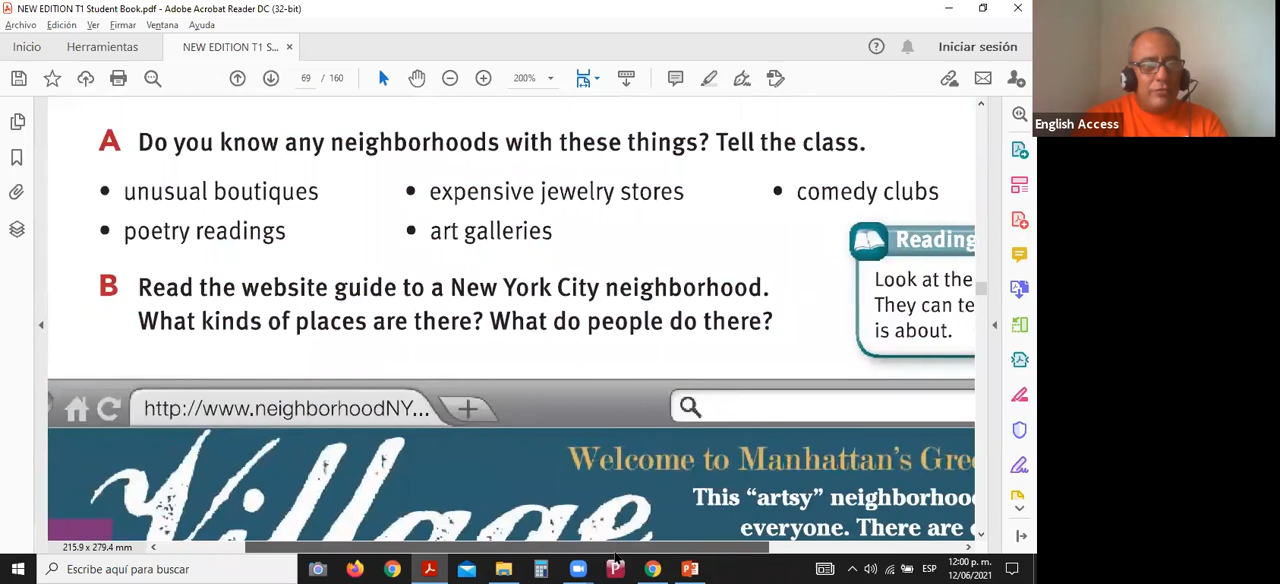 NEW EDITION T1 Student Book.pdf - Adobe Acrobat Reader DC (32-bit)
Archivo Edición Ver Firmar Ventana Ayuda
Inicio Herramientas NEW EDITION T1 S... × Iniciar sesión
69 / 160 200%
A Do you know any neighborhoods with these things? Tell the class.
• unusual boutiques • expensive jewelry stores • comedy clubs
• poetry readings • art galleries
Reading
B Read the website guide to a New York City neighborhood.
What kinds of places are there? What do people do there?
Look at the
They can te
is about.
http://www.neighborhoodNY...
Village
Welcome to Manhattan's Gre
This "artsy" neighborhoo
everyone. There are
215.9 x 279.4 mm
Escribe aquí para buscar
ESP
12:00 p. m.
12/06/2021
English Access